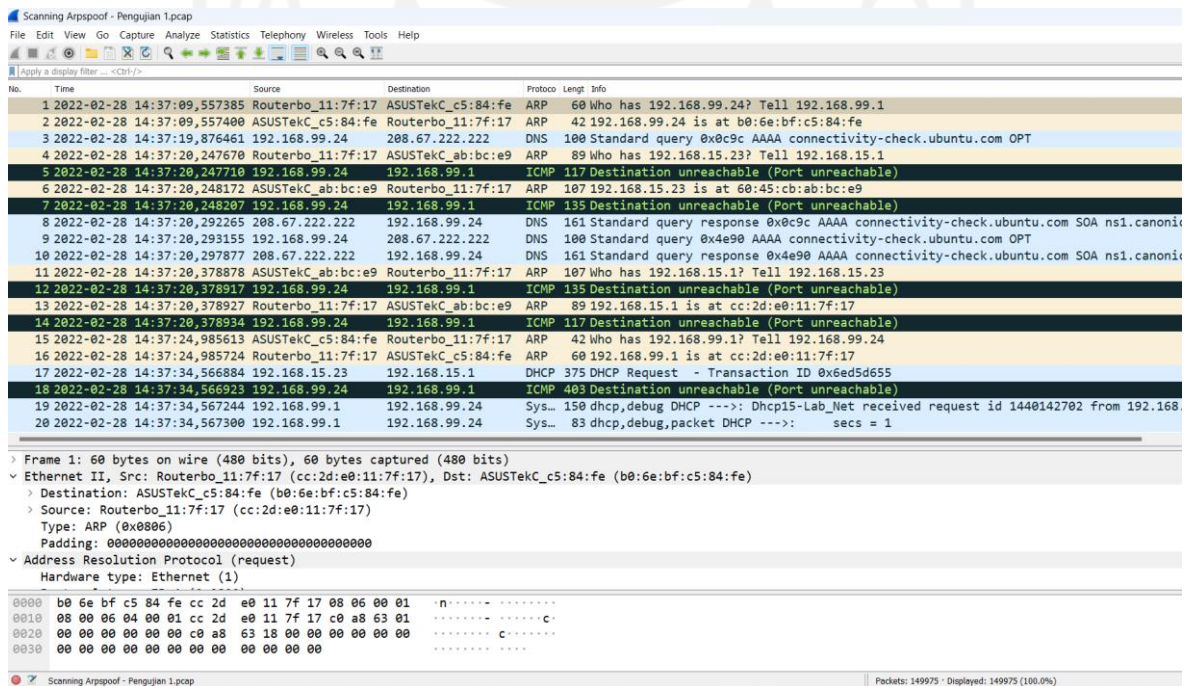 Scanning Arpspoof - Pengujian 1.pcap
File Edit View Go Capture Analyze Statistics Telephony Wireless Tools Help
Apply a display filter ... <Ctrl-/>
No. Time Source Destination Protoco Lengt Info
1 2022-02-28 14:37:09,557385 Routerbo_11:7f:17 ASUSTekC_c5:84:fe ARP 60 Who has 192.168.99.24? Tell 192.168.99.1
2 2022-02-28 14:37:09,557400 ASUSTekC_c5:84:fe Routerbo_11:7f:17 ARP 42 192.168.99.24 is at b0:6e:bf:c5:84:fe
3 2022-02-28 14:37:19,876461 192.168.99.24 208.67.222.222 DNS 100 Standard query 0x0c9c AAAA connectivity-check.ubuntu.com OPT
4 2022-02-28 14:37:20,247670 Routerbo_11:7f:17 ASUSTekC_ab:bc:e9 ARP 89 Who has 192.168.15.23? Tell 192.168.15.1
5 2022-02-28 14:37:20,247710 192.168.99.24 192.168.99.1 ICMP 117 Destination unreachable (Port unreachable)
6 2022-02-28 14:37:20,248172 ASUSTekC_ab:bc:e9 Routerbo_11:7f:17 ARP 107 192.168.15.23 is at 60:45:cb:ab:bc:e9
7 2022-02-28 14:37:20,248207 192.168.99.24 192.168.99.1 ICMP 135 Destination unreachable (Port unreachable)
8 2022-02-28 14:37:20,292265 208.67.222.222 192.168.99.24 DNS 161 Standard query response 0x0c9c AAAA connectivity-check.ubuntu.com SOA ns1.canonic
9 2022-02-28 14:37:20,293155 192.168.99.24 208.67.222.222 DNS 100 Standard query 0x4e90 AAAA connectivity-check.ubuntu.com OPT
10 2022-02-28 14:37:20,297877 208.67.222.222 192.168.99.24 DNS 161 Standard query response 0x4e90 AAAA connectivity-check.ubuntu.com SOA ns1.canonic
11 2022-02-28 14:37:20,378878 ASUSTekC_ab:bc:e9 Routerbo_11:7f:17 ARP 107 Who has 192.168.15.1? Tell 192.168.15.23
12 2022-02-28 14:37:20,378917 192.168.99.24 192.168.99.1 ICMP 135 Destination unreachable (Port unreachable)
13 2022-02-28 14:37:20,378927 Routerbo_11:7f:17 ASUSTekC_ab:bc:e9 ARP 89 192.168.15.1 is at cc:2d:e0:11:7f:17
14 2022-02-28 14:37:20,378934 192.168.99.24 192.168.99.1 ICMP 117 Destination unreachable (Port unreachable)
15 2022-02-28 14:37:24,985613 ASUSTekC_c5:84:fe Routerbo_11:7f:17 ARP 42 Who has 192.168.99.1? Tell 192.168.99.24
16 2022-02-28 14:37:24,985724 Routerbo_11:7f:17 ASUSTekC_c5:84:fe ARP 60 192.168.99.1 is at cc:2d:e0:11:7f:17
17 2022-02-28 14:37:34,566884 192.168.15.23 192.168.15.1 DHCP 375 DHCP Request - Transaction ID 0x6ed5d655
18 2022-02-28 14:37:34,566923 192.168.99.24 192.168.99.1 ICMP 403 Destination unreachable (Port unreachable)
19 2022-02-28 14:37:34,567244 192.168.99.1 192.168.99.24 Sys… 150 dhcp,debug DHCP --->: Dhcp15-Lab_Net received request id 1440142702 from 192.168.
20 2022-02-28 14:37:34,567300 192.168.99.1 192.168.99.24 Sys… 83 dhcp,debug,packet DHCP --->: secs = 1
> Frame 1: 60 bytes on wire (480 bits), 60 bytes captured (480 bits)
Ethernet II, Src: Routerbo_11:7f:17 (cc:2d:e0:11:7f:17), Dst: ASUSTekC_c5:84:fe (b0:6e:bf:c5:84:fe)
> Destination: ASUSTekC_c5:84:fe (b0:6e:bf:c5:84:fe)
> Source: Routerbo_11:7f:17 (cc:2d:e0:11:7f:17)
Type: ARP (0x0806)
Padding: 000000000000000000000000000000000000
Address Resolution Protocol (request)
Hardware type: Ethernet (1)
0000 b0 6e bf c5 84 fe cc 2d e0 11 7f 17 08 06 00 01 ·n·····- ········
0010 08 00 06 04 00 01 cc 2d e0 11 7f 17 c0 a8 63 01 ·······- ······c·
0020 00 00 00 00 00 00 c0 a8 63 18 00 00 00 00 00 00 ········ c·······
0030 00 00 00 00 00 00 00 00 00 00 00 00 ········ ····
Scanning Arpspoof - Pengujian 1.pcap Packets: 149975 · Displayed: 149975 (100.0%)